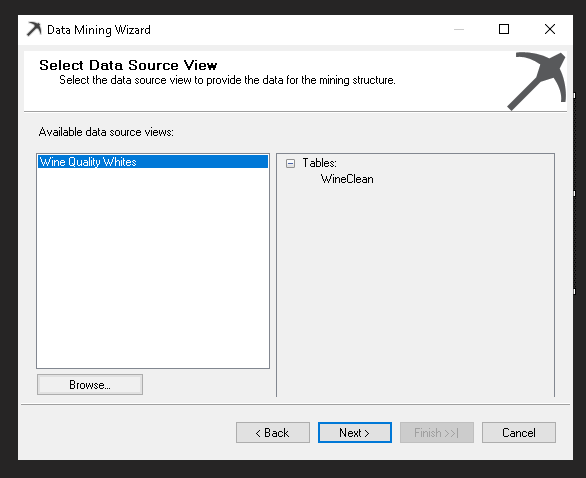 Data Mining Wizard
Select Data Source View
Select the data source view to provide the data for the mining structure.
Available data source views:
Wine Quality Whites
Tables:
WineClean
Browse...
< Back
Next >
Finish >>|
Cancel